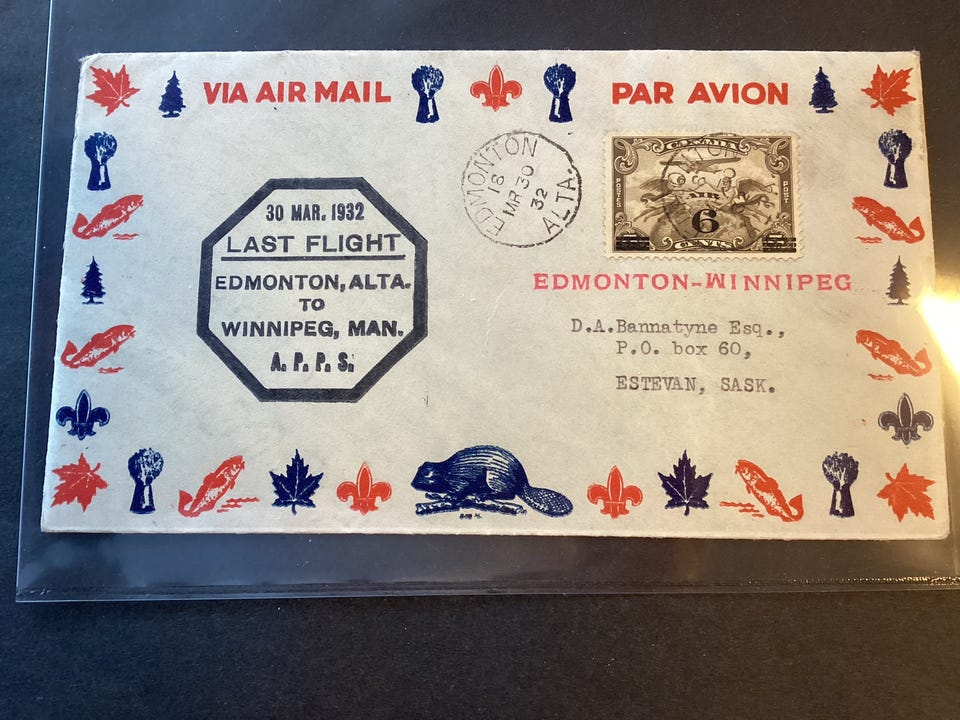 VIA AIR MAIL
PAR AVION
EDMONTON
18
MR 30
32
ALTA.
CANADA
POSTES
POST
AIR
6
CENTS
30 MAR. 1932
LAST FLIGHT
EDMONTON, ALTA.
TO
WINNIPEG, MAN.
A. P. P. S.
EDMONTON-WINNIPEG
D.A.Bannatyne Esq.,
P.O. box 60,
ESTEVAN, SASK.